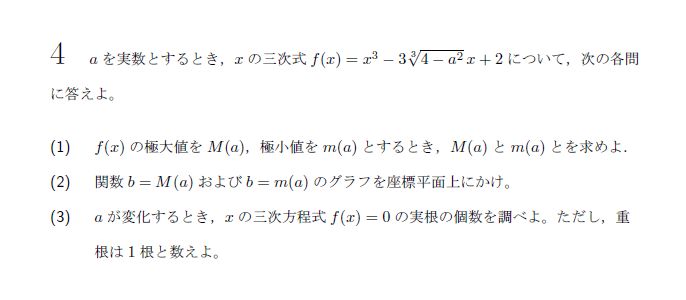 4 aを実数とするとき，xの三次式 f(x) = x³ − 3∛(4 − a²) x + 2 について，次の各問
に答えよ。
(1) f(x) の極大値を M(a)，極小値を m(a) とするとき，M(a) と m(a) とを求めよ．
(2) 関数 b = M(a) および b = m(a) のグラフを座標平面上にかけ。
(3) a が変化するとき，x の三次方程式 f(x) = 0 の実根の個数を調べよ。ただし，重
根は 1 根と数えよ。